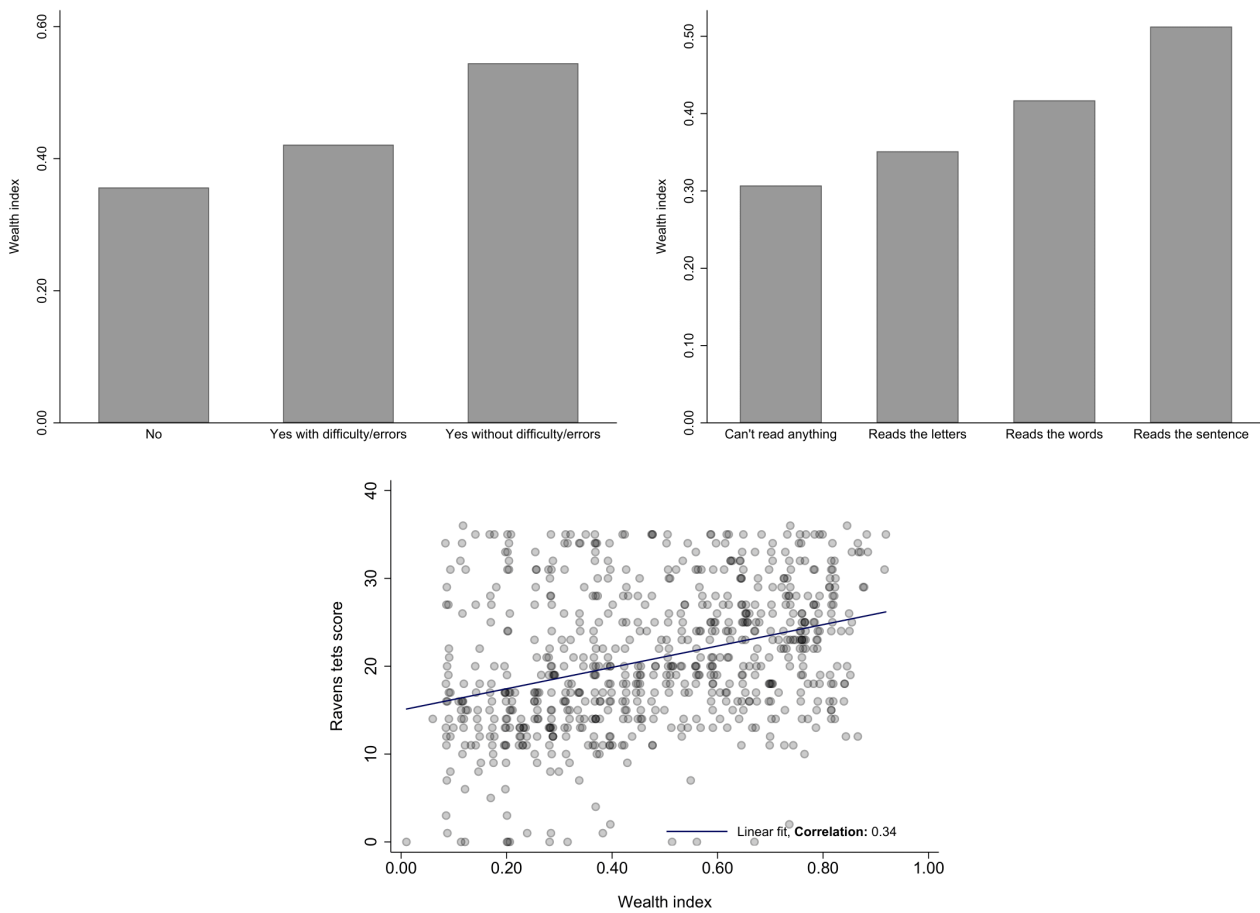 Wealth index
0.60
0.40
0.20
0.00
No
Yes with difficulty/errors
Yes without difficulty/errors
Wealth index
0.50
0.40
0.30
0.20
0.10
0.00
Can't read anything
Reads the letters
Reads the words
Reads the sentence
Ravens tets score
40
30
20
10
0
Linear fit, Correlation: 0.34
0.00
0.20
0.40
0.60
0.80
1.00
Wealth index